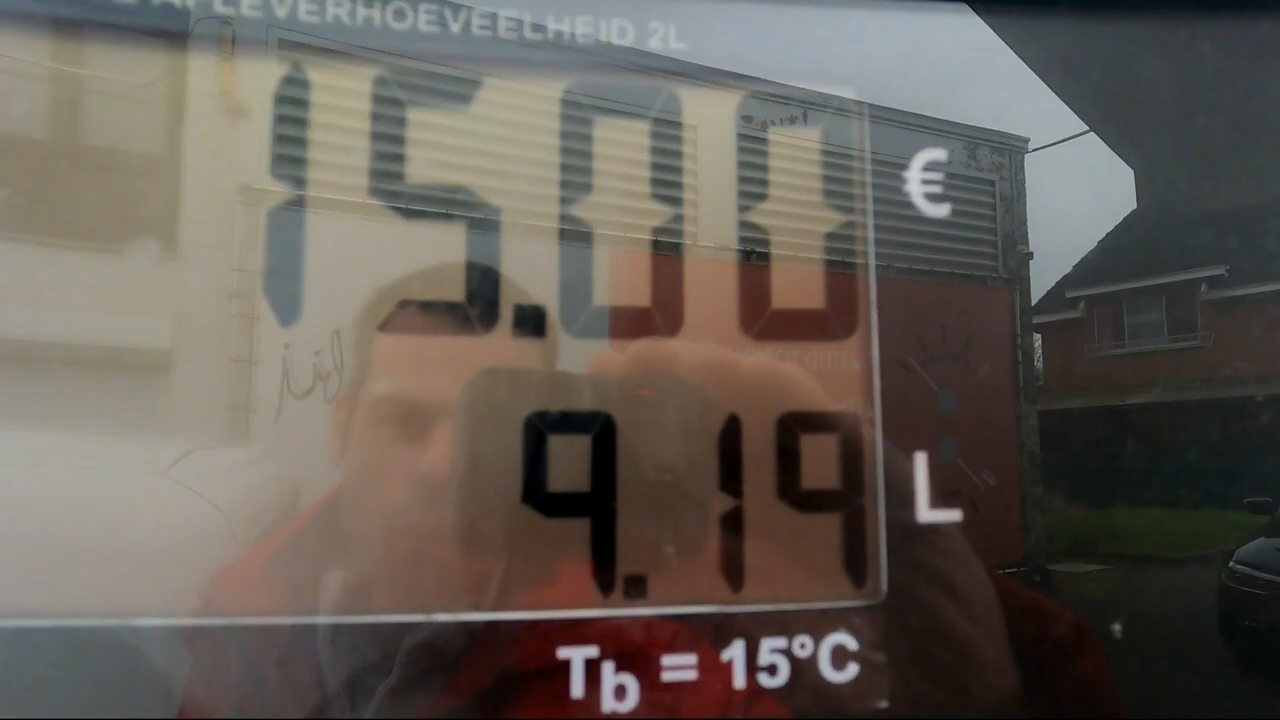 AFLEVERHOEVEELHEID 2L
15.00 €
9.19 L
Tb = 15°C